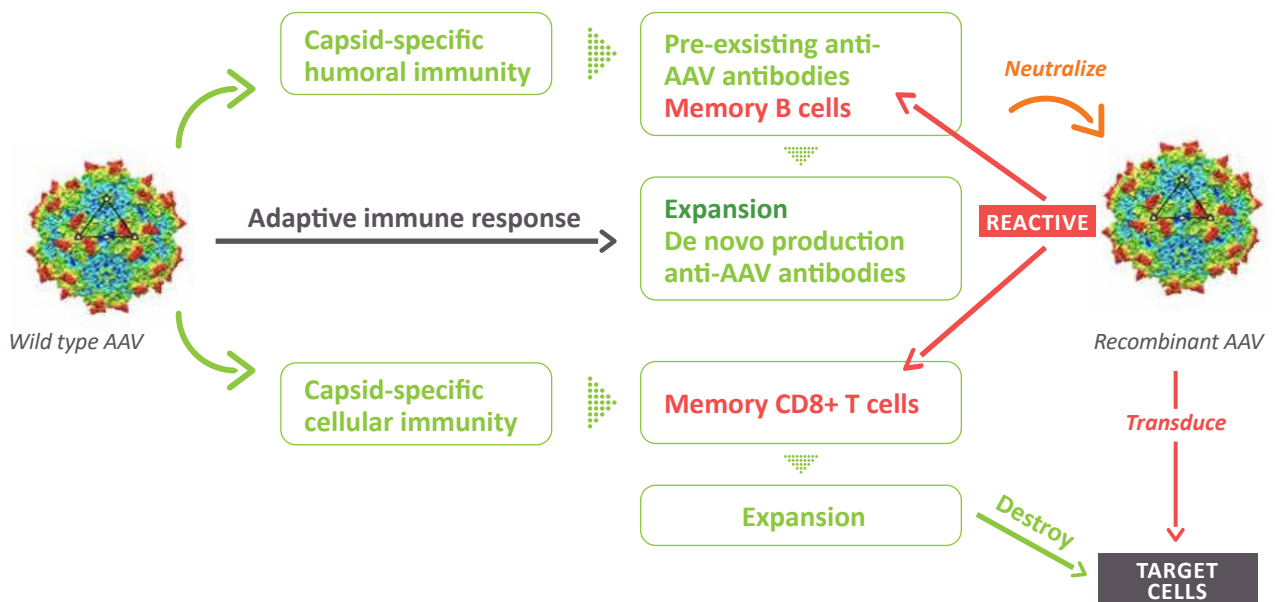 Capsid-specific
humoral immunity
Pre-exsisting anti-
AAV antibodies
Memory B cells
Neutralize
Adaptive immune response
Expansion
De novo production
anti-AAV antibodies
REACTIVE
Wild type AAV
Recombinant AAV
Capsid-specific
cellular immunity
Memory CD8+ T cells
Transduce
Expansion
Destroy
TARGET
CELLS